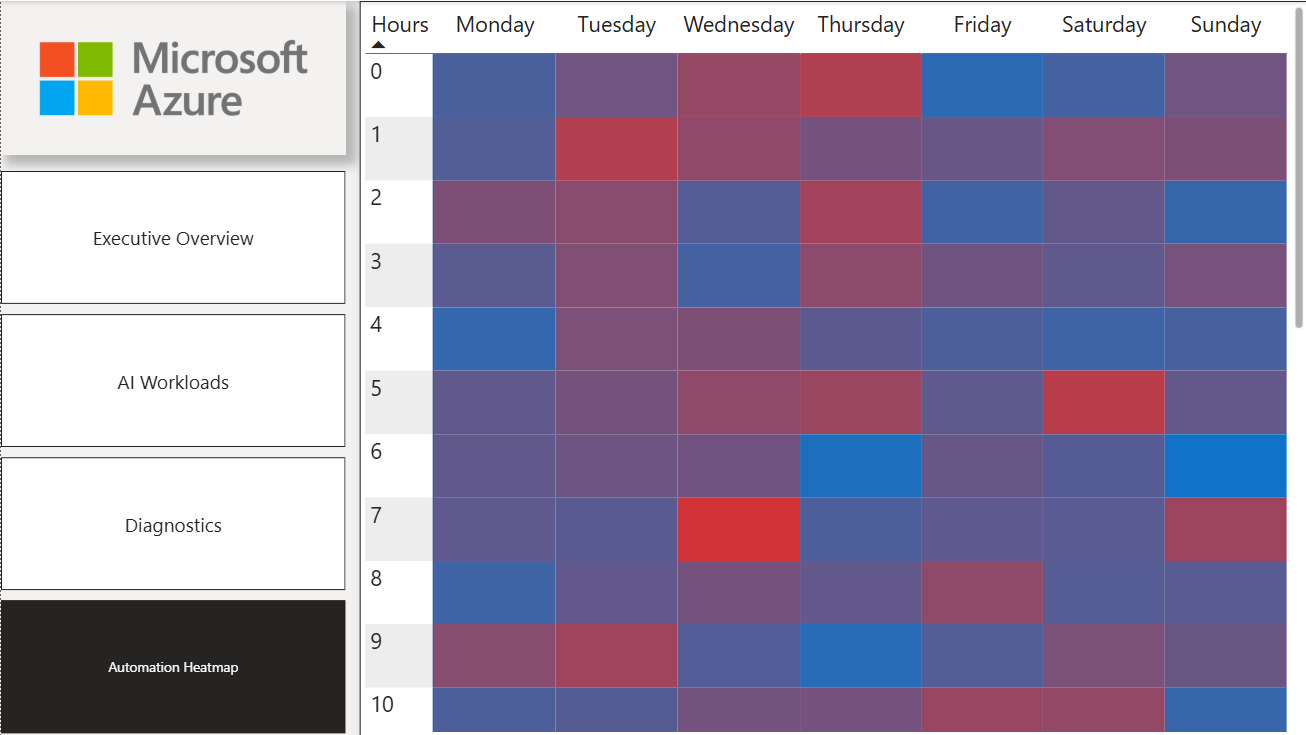 Microsoft
Azure
Executive Overview
AI Workloads
Diagnostics
Automation Heatmap
Hours Monday Tuesday Wednesday Thursday Friday Saturday Sunday
0
1
2
3
4
5
6
7
8
9
10